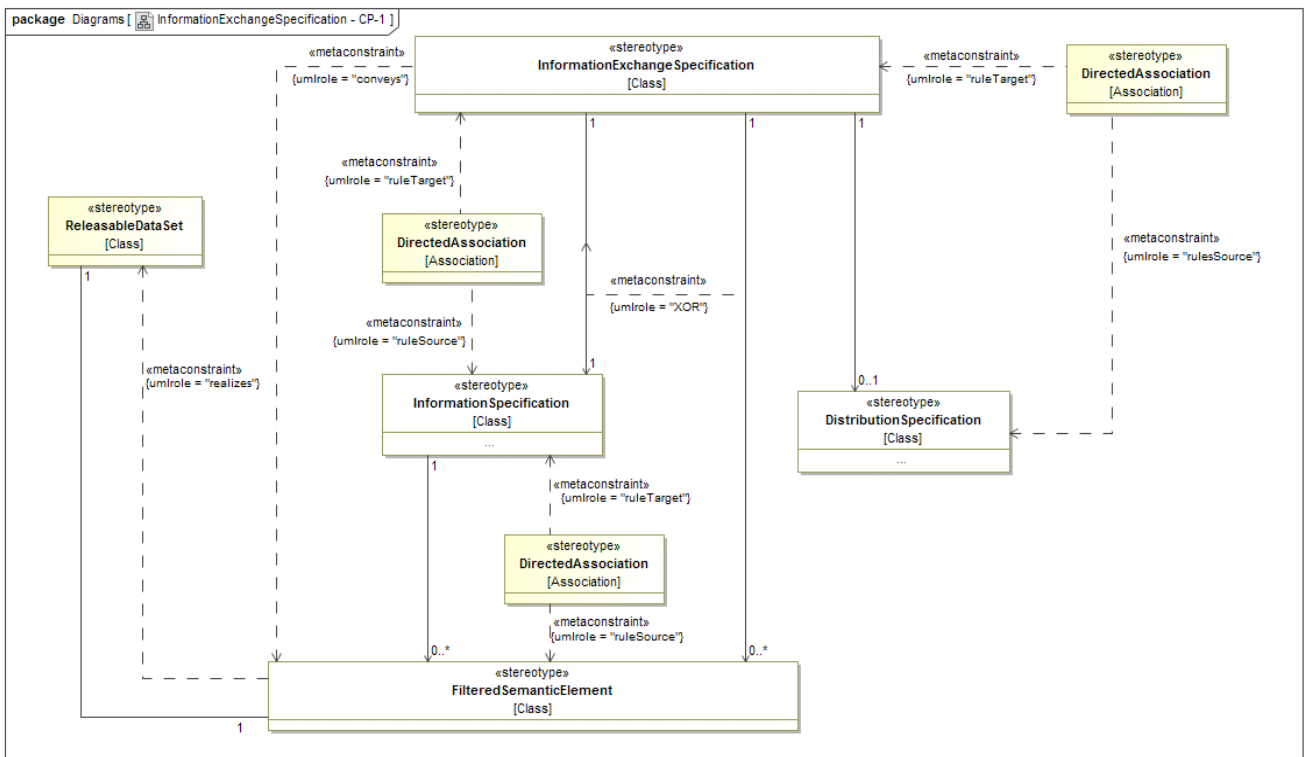 package Diagrams [ InformationExchangeSpecification - CP-1 ]
«metaconstraint»
{umlrole = "conveys"}
«stereotype»
InformationExchangeSpecification
[Class]
«metaconstraint»
{umlrole = "ruleTarget"}
«stereotype»
DirectedAssociation
[Association]
1
1
1
«metaconstraint»
{umlrole = "ruleTarget"}
«stereotype»
ReleasableDataSet
[Class]
1
«stereotype»
DirectedAssociation
[Association]
«metaconstraint»
{umlrole = "rulesSource"}
«metaconstraint»
{umlrole = "XOR"}
«metaconstraint»
{umlrole = "ruleSource"}
«metaconstraint»
{umlrole = "realizes"}
1
0..1
«stereotype»
InformationSpecification
[Class]
...
1
«stereotype»
DistributionSpecification
[Class]
...
«metaconstraint»
{umlrole = "ruleTarget"}
«stereotype»
DirectedAssociation
[Association]
«metaconstraint»
{umlrole = "ruleSource"}
0..*
0..*
«stereotype»
FilteredSemanticElement
[Class]
1